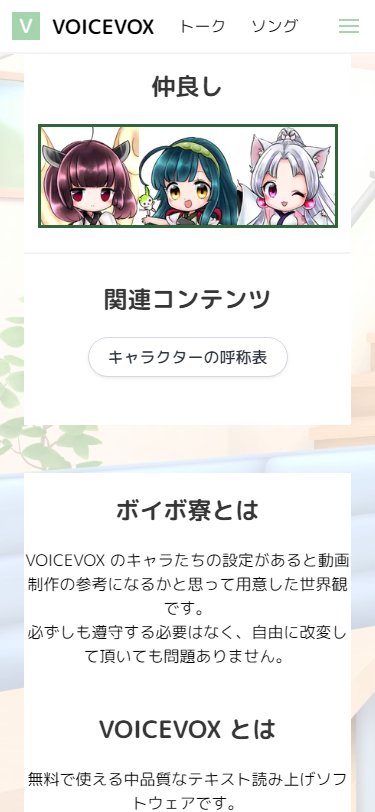 V VOICEVOX トーク ソング
仲良し
関連コンテンツ
キャラクターの呼称表
ボイボ寮とは
VOICEVOX のキャラたちの設定があると動画
制作の参考になるかと思って用意した世界観
です。
必ずしも遵守する必要はなく、自由に改変し
て頂いても問題ありません。
VOICEVOX とは
無料で使える中品質なテキスト読み上げソフ
トウェアです。